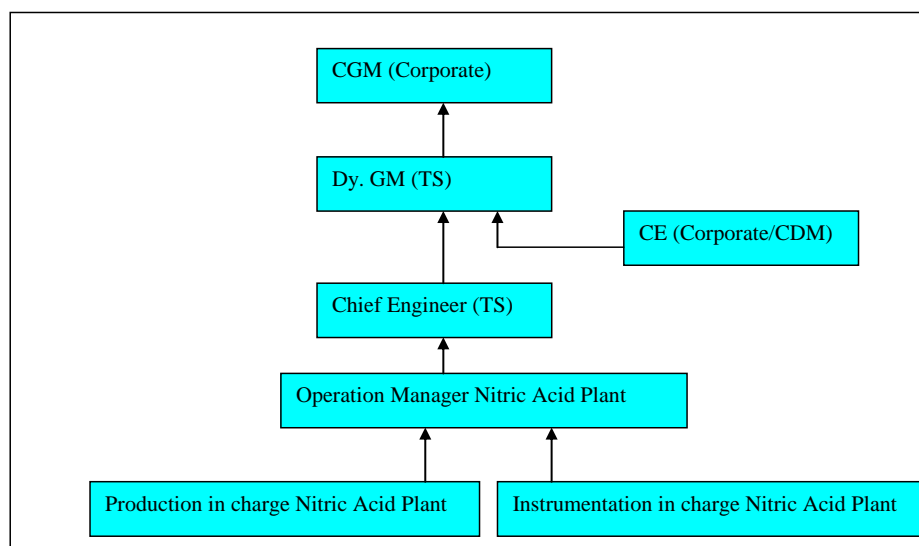 CGM (Corporate)
Dy. GM (TS)
CE (Corporate/CDM)
Chief Engineer (TS)
Operation Manager Nitric Acid Plant
Production in charge Nitric Acid Plant
Instrumentation in charge Nitric Acid Plant